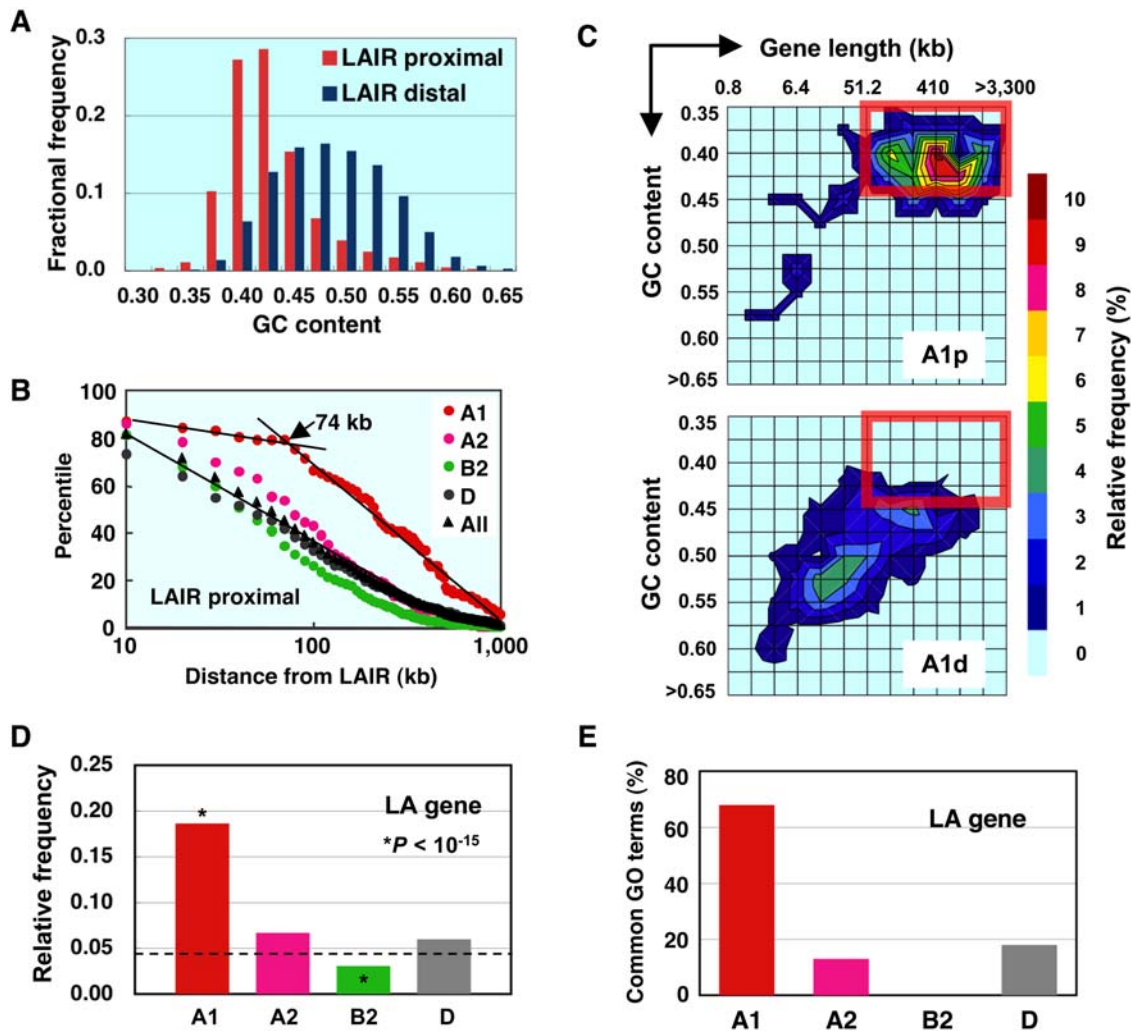 A
Fractional frequency
0.3
0.2
0.1
0.0
LAIR proximal
LAIR distal
0.30 0.35 0.40 0.45 0.50 0.55 0.60 0.65
GC content
B
Percentile
100
80
60
40
20
0
74 kb
A1
A2
B2
D
All
LAIR proximal
10 100 1,000
Distance from LAIR (kb)
C
Gene length (kb)
0.8 6.4 51.2 410 >3,300
GC content
0.35
0.40
0.45
0.50
0.55
0.60
>0.65
A1p
GC content
0.35
0.40
0.45
0.50
0.55
0.60
>0.65
A1d
10
9
8
7
6
5
4
3
2
1
0
Relative frequency (%)
D
Relative frequency
0.25
0.20
0.15
0.10
0.05
0.00
LA gene
*P < 10⁻¹⁵
*
*
A1 A2 B2 D
E
Common GO terms (%)
80
60
40
20
0
LA gene
A1 A2 B2 D